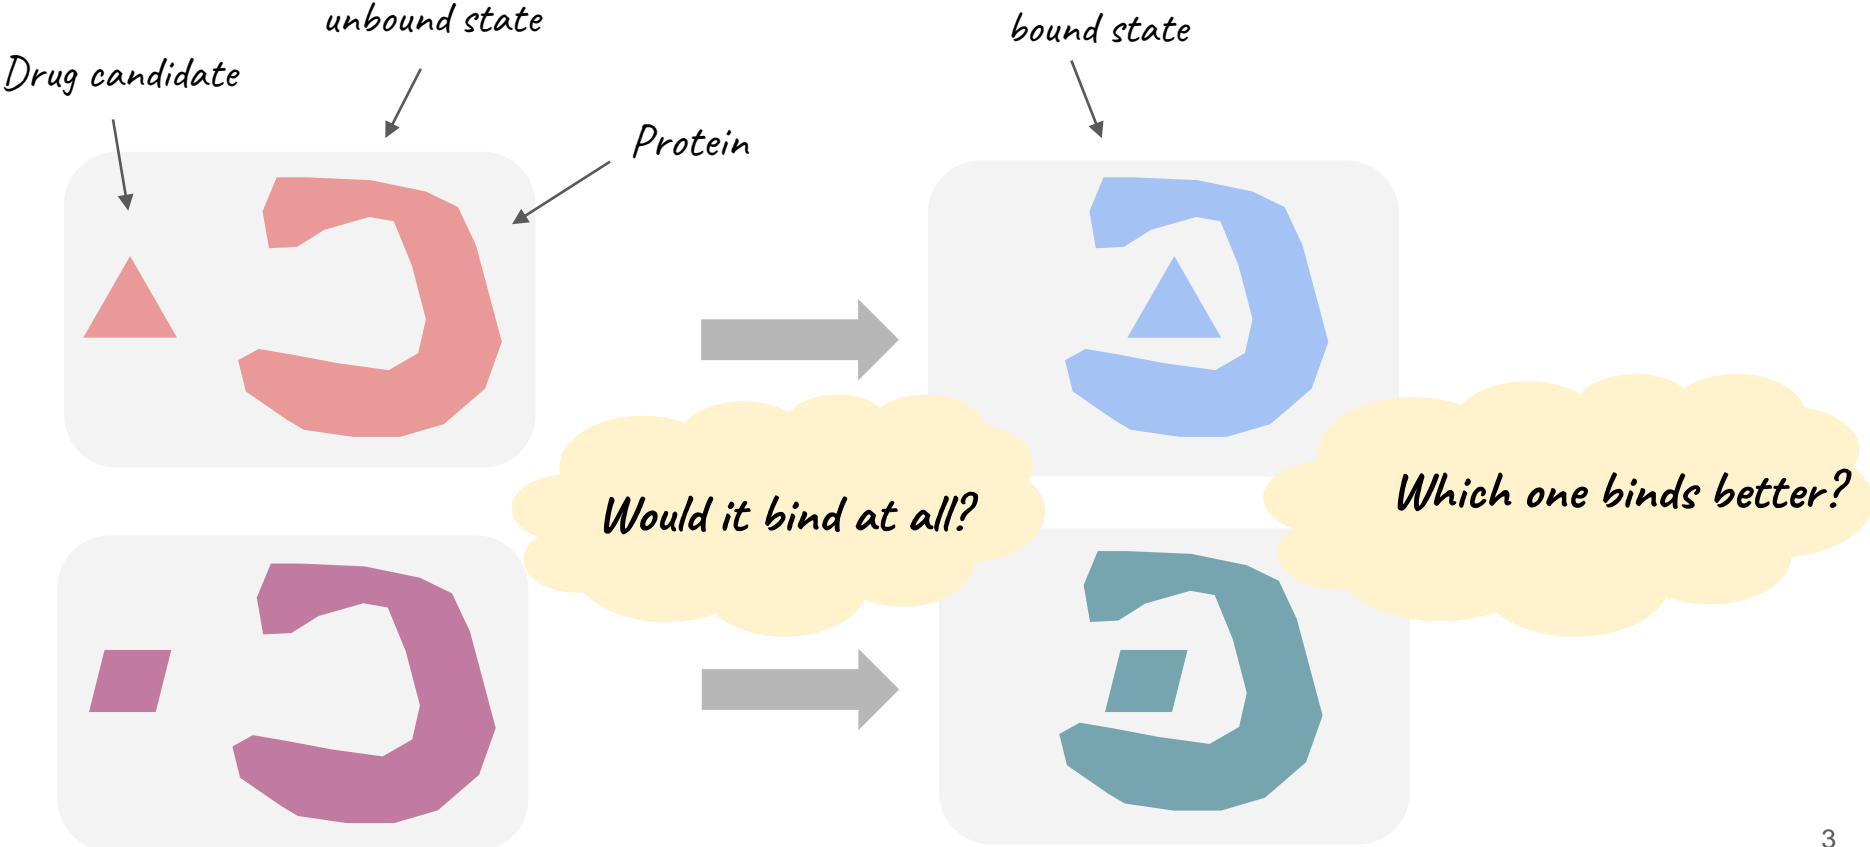 unbound state
bound state
Drug candidate
Protein
Would it bind at all?
Which one binds better?
3